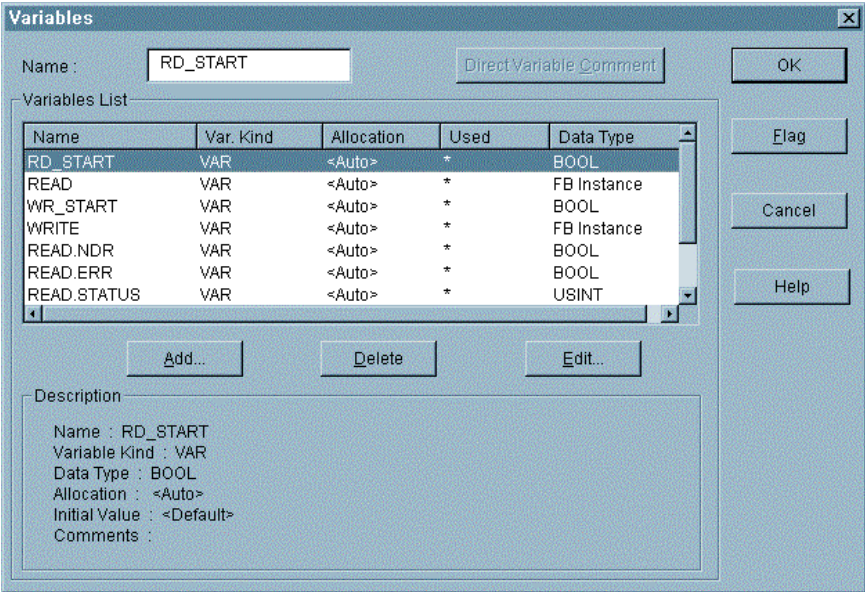 Variables
Name : RD_START Direct Variable Comment OK
Variables List
Name Var. Kind Allocation Used Data Type Flag
RD_START VAR <Auto> * BOOL
READ VAR <Auto> * FB Instance
WR_START VAR <Auto> * BOOL Cancel
WRITE VAR <Auto> * FB Instance
READ.NDR VAR <Auto> * BOOL
READ.ERR VAR <Auto> * BOOL Help
READ.STATUS VAR <Auto> * USINT
Add... Delete Edit...
Description
Name : RD_START
Variable Kind : VAR
Data Type : BOOL
Allocation : <Auto>
Initial Value : <Default>
Comments :